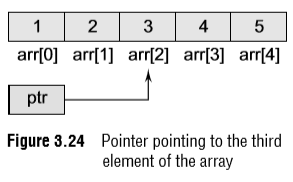 1 2 3 4 5
arr[0] arr[1] arr[2] arr[3] arr[4]
ptr
Figure 3.24 Pointer pointing to the third
element of the array